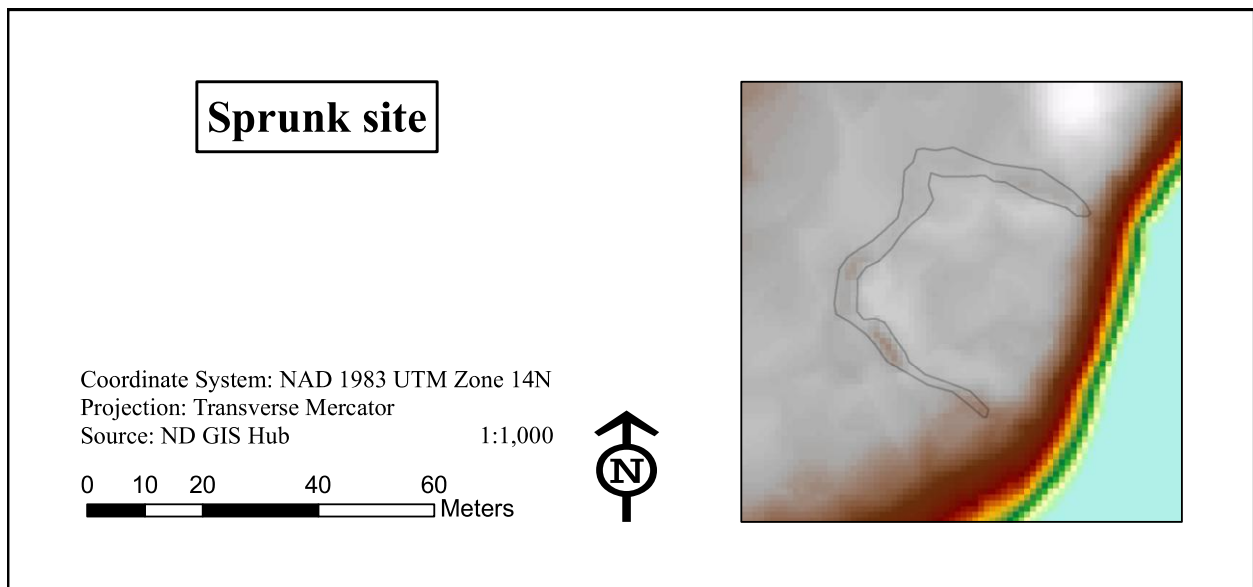 Sprunk site
Coordinate System: NAD 1983 UTM Zone 14N
Projection: Transverse Mercator
Source: ND GIS Hub 1:1,000
0 10 20 40 60
Meters
N